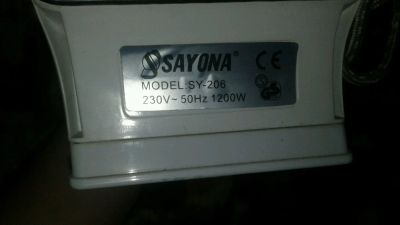 SAYONA® CE
MODEL:SY-206
230V~ 50Hz 1200W